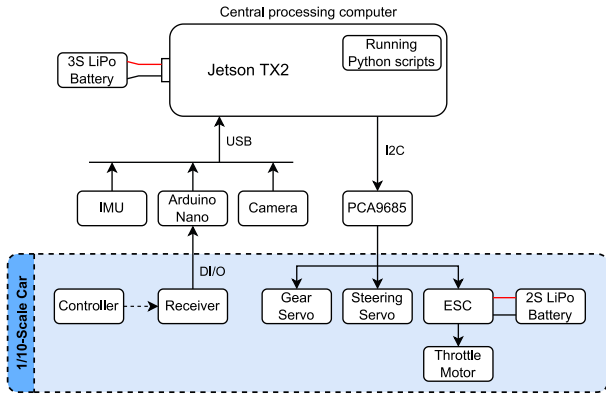 Central processing computer
3S LiPo
Battery
Jetson TX2
Running
Python scripts
USB
I2C
IMU
Arduino
Nano
Camera
PCA9685
1/10-Scale Car
DI/O
Controller
Receiver
Gear
Servo
Steering
Servo
ESC
2S LiPo
Battery
Throttle
Motor